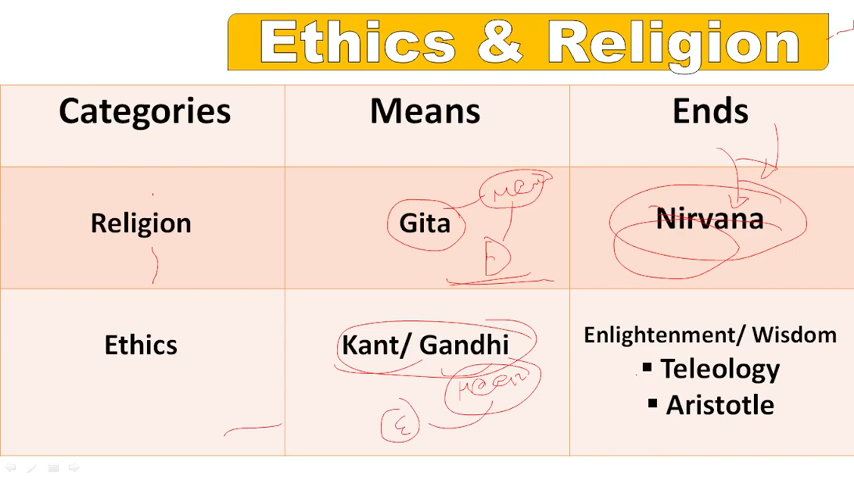 Ethics & Religion
Categories Means Ends
Religion Gita Nirvana
Ethics Kant/ Gandhi Enlightenment/ Wisdom
▪ Teleology
▪ Aristotle